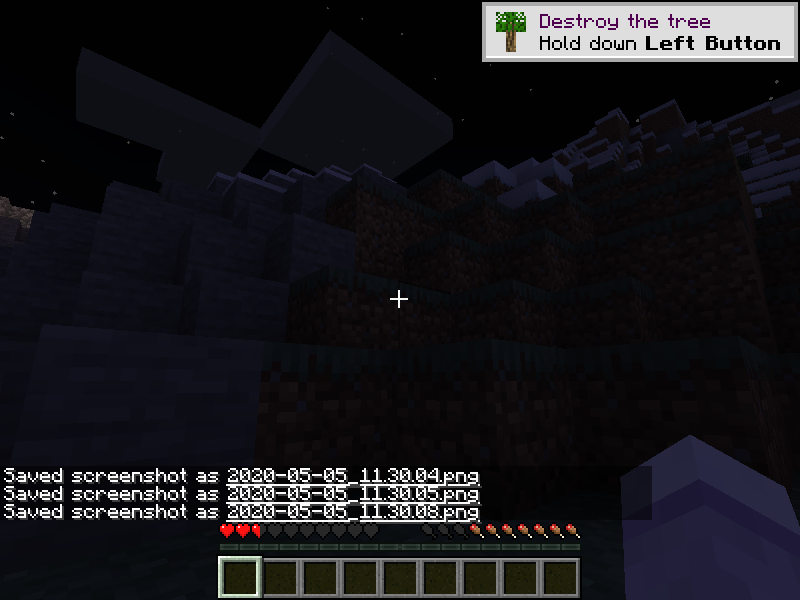 Destroy the tree
Hold down Left Button
Saved screenshot as 2020-05-05_11.30.04.png
Saved screenshot as 2020-05-05_11.30.05.png
Saved screenshot as 2020-05-05_11.30.08.png